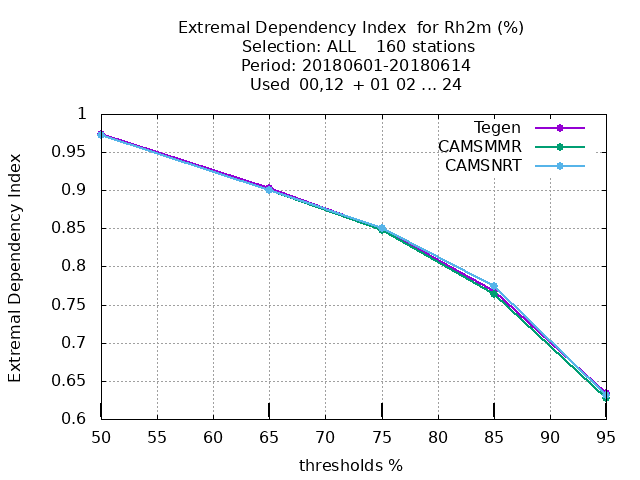 Extremal Dependency Index  for Rh2m (%)
Selection: ALL    160 stations
Period: 20180601-20180614
Used  00,12  + 01 02 ... 24
Tegen
CAMSMMR
CAMSNRT
Extremal Dependency Index
1
0.95
0.9
0.85
0.8
0.75
0.7
0.65
0.6
50 55 60 65 70 75 80 85 90 95
thresholds %